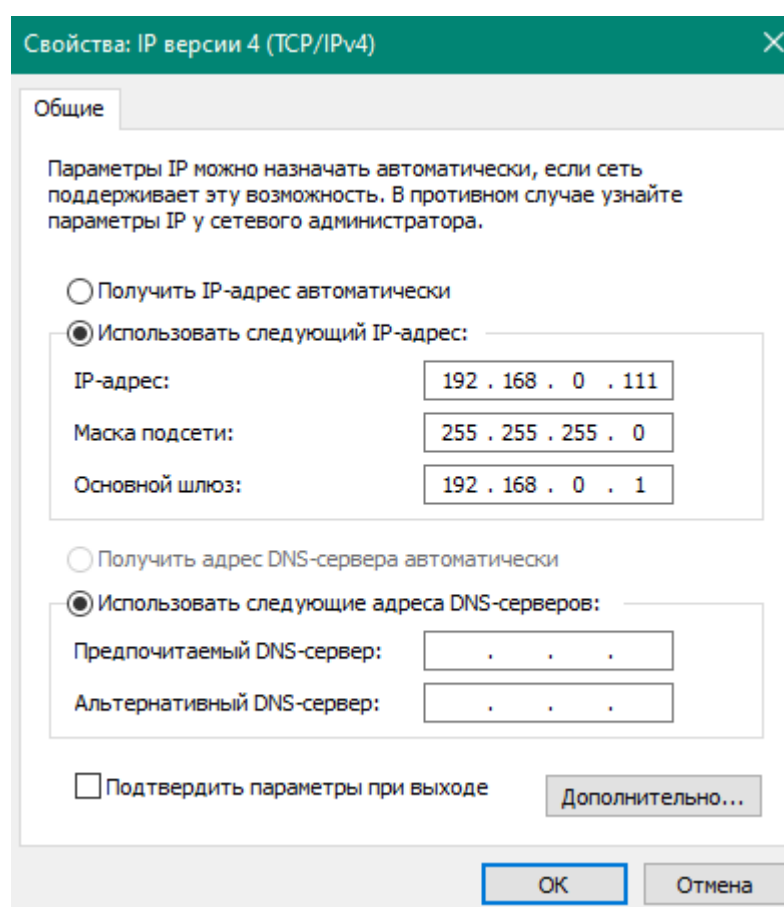 Свойства: IP версии 4 (TCP/IPv4)
Общие
Параметры IP можно назначать автоматически, если сеть
поддерживает эту возможность. В противном случае узнайте
параметры IP у сетевого администратора.
Получить IP-адрес автоматически
Использовать следующий IP-адрес:
IP-адрес: 192 . 168 . 0 . 111
Маска подсети: 255 . 255 . 255 . 0
Основной шлюз: 192 . 168 . 0 . 1
Получить адрес DNS-сервера автоматически
Использовать следующие адреса DNS-серверов:
Предпочитаемый DNS-сервер: . . .
Альтернативный DNS-сервер: . . .
Подтвердить параметры при выходе Дополнительно...
ОК Отмена